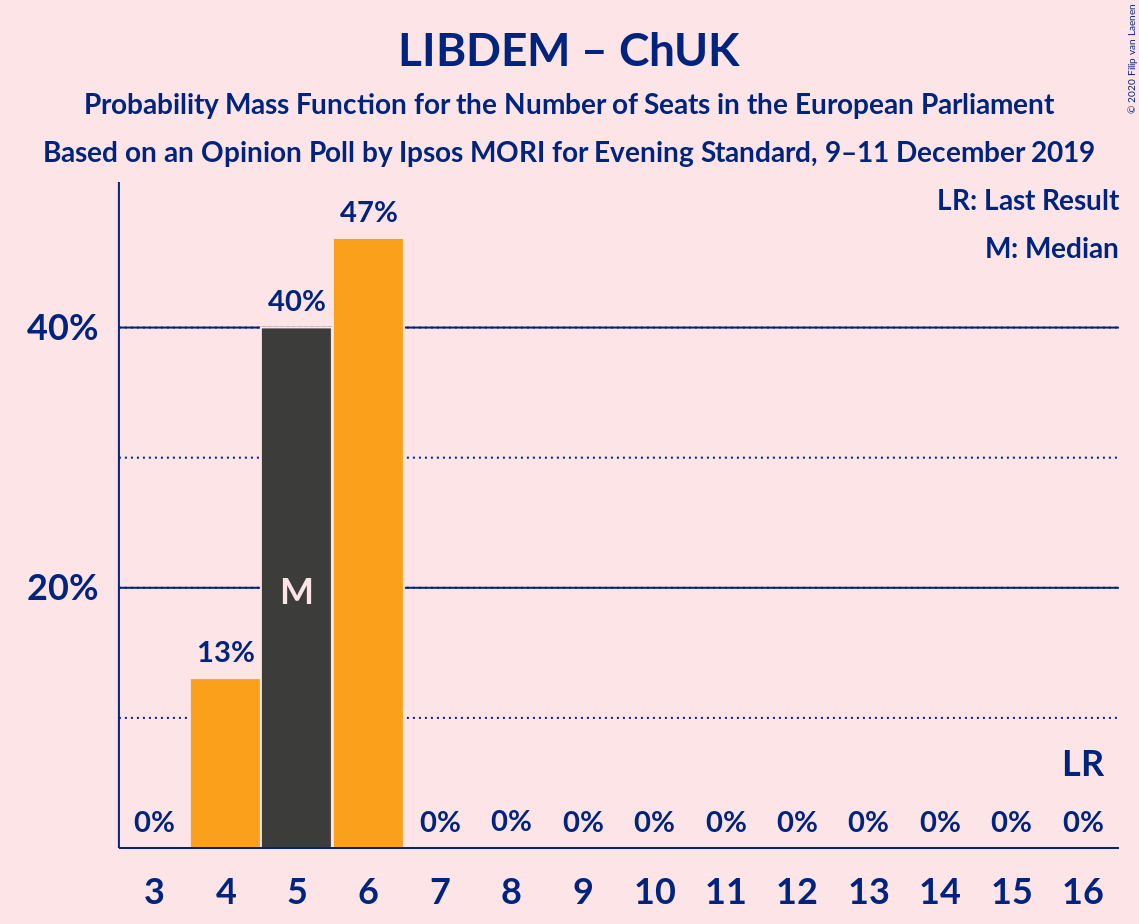 LIBDEM – ChUK
Probability Mass Function for the Number of Seats in the European Parliament
Based on an Opinion Poll by Ipsos MORI for Evening Standard, 9–11 December 2019
© 2020 Filip van Laenen
LR: Last Result
M: Median
47%
40%
40%
M
20%
13%
LR
0% 0% 0% 0% 0% 0% 0% 0% 0% 0% 0%
3 4 5 6 7 8 9 10 11 12 13 14 15 16